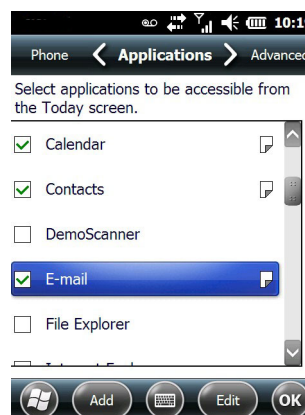 10:1
Phone Applications Advanced
Select applications to be accessible from
the Today screen.
Calendar
Contacts
DemoScanner
E-mail
File Explorer
Add Edit OK